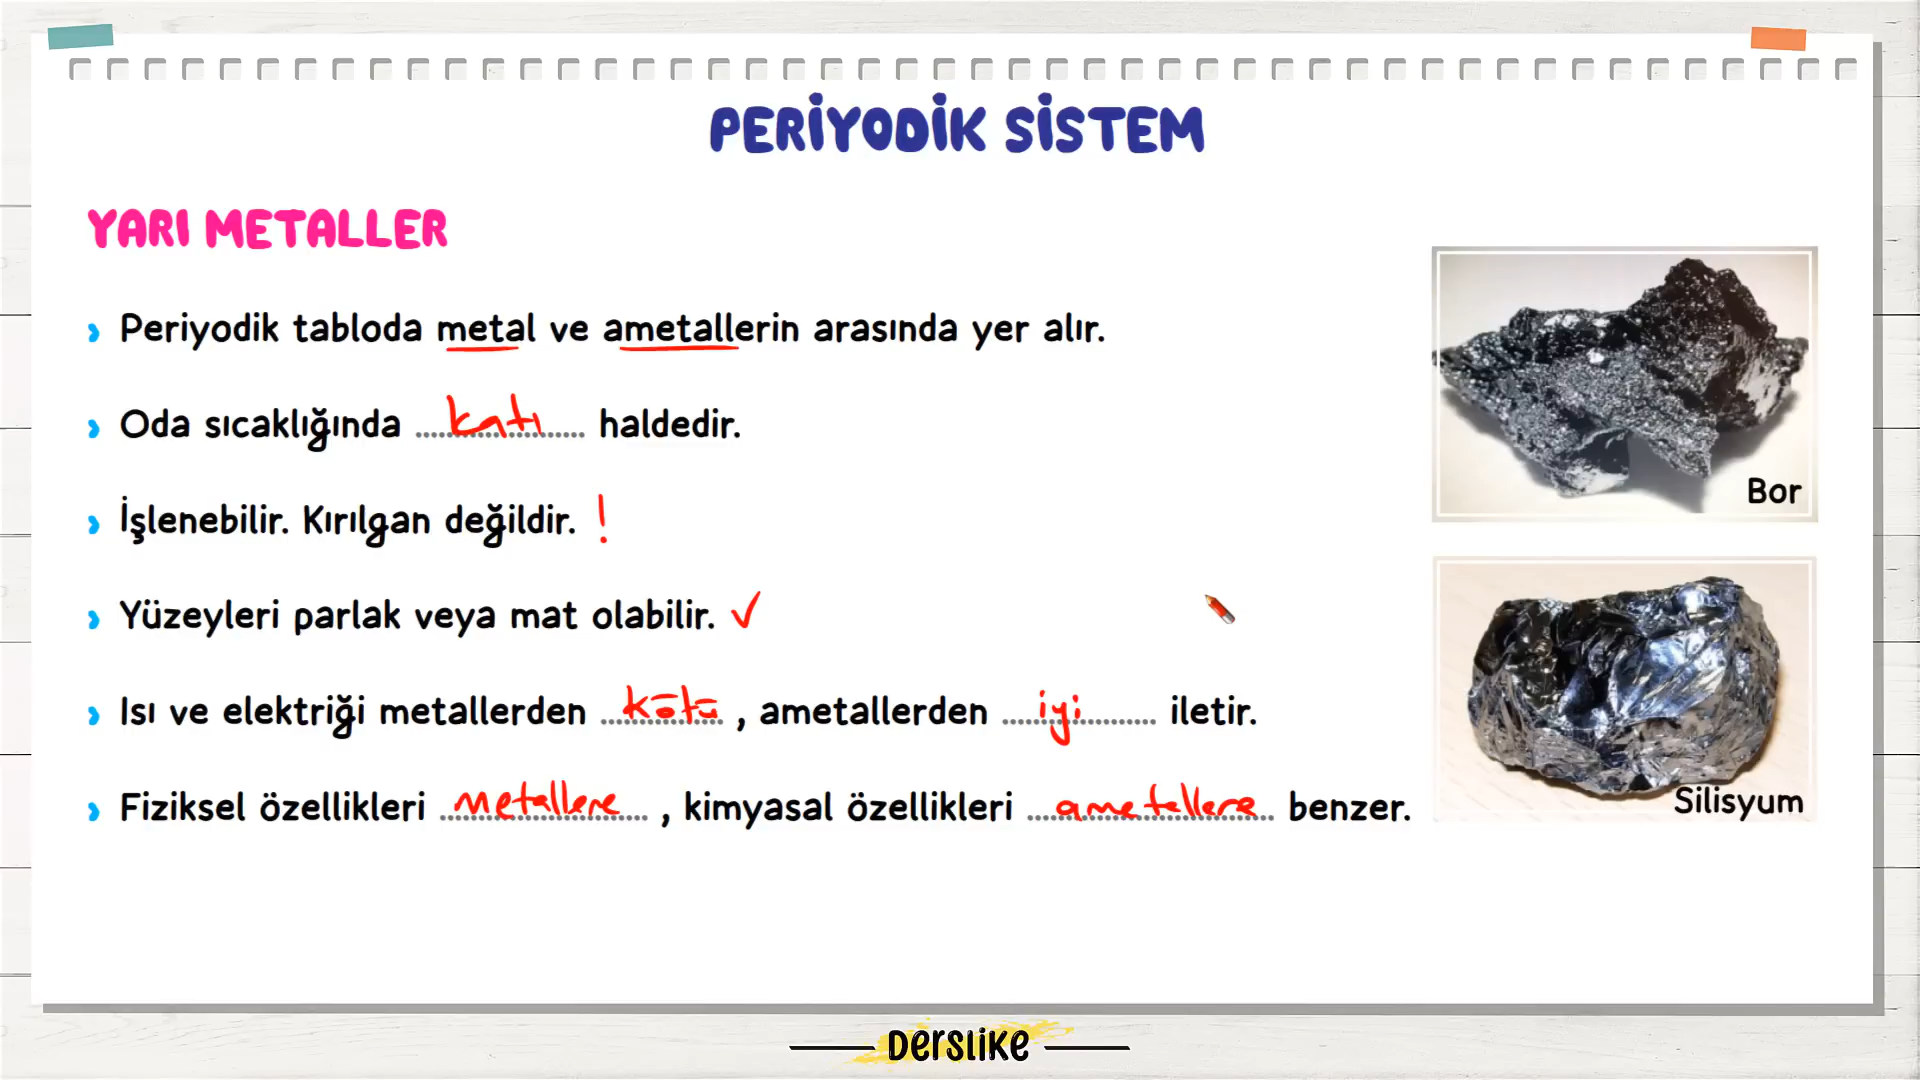 PERİYODİK SİSTEM
YARI METALLER
Periyodik tabloda metal ve ametallerin arasında yer alır.
Oda sıcaklığında katı haldedir.
İşlenebilir. Kırılgan değildir. !
Yüzeyleri parlak veya mat olabilir. ✓
Isı ve elektriği metallerden kötü, ametallerden iyi iletir.
Fiziksel özellikleri metallere, kimyasal özellikleri ametallere benzer.
Bor
Silisyum
Derslike